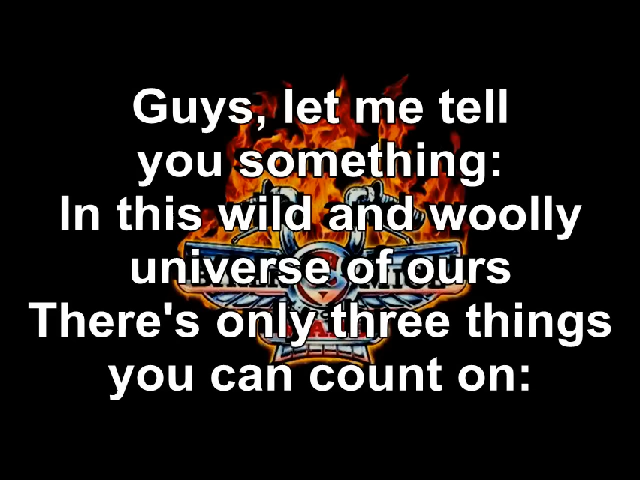 Guys, let me tell
you something:
In this wild and woolly
universe of ours
There's only three things
you can count on: